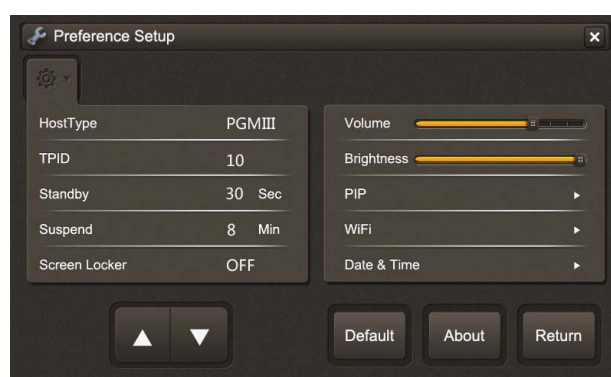 Preference Setup
HostType PGMIII
TPID 10
Standby 30 Sec
Suspend 8 Min
Screen Locker OFF
Volume
Brightness
PIP
WiFi
Date & Time
Default About Return